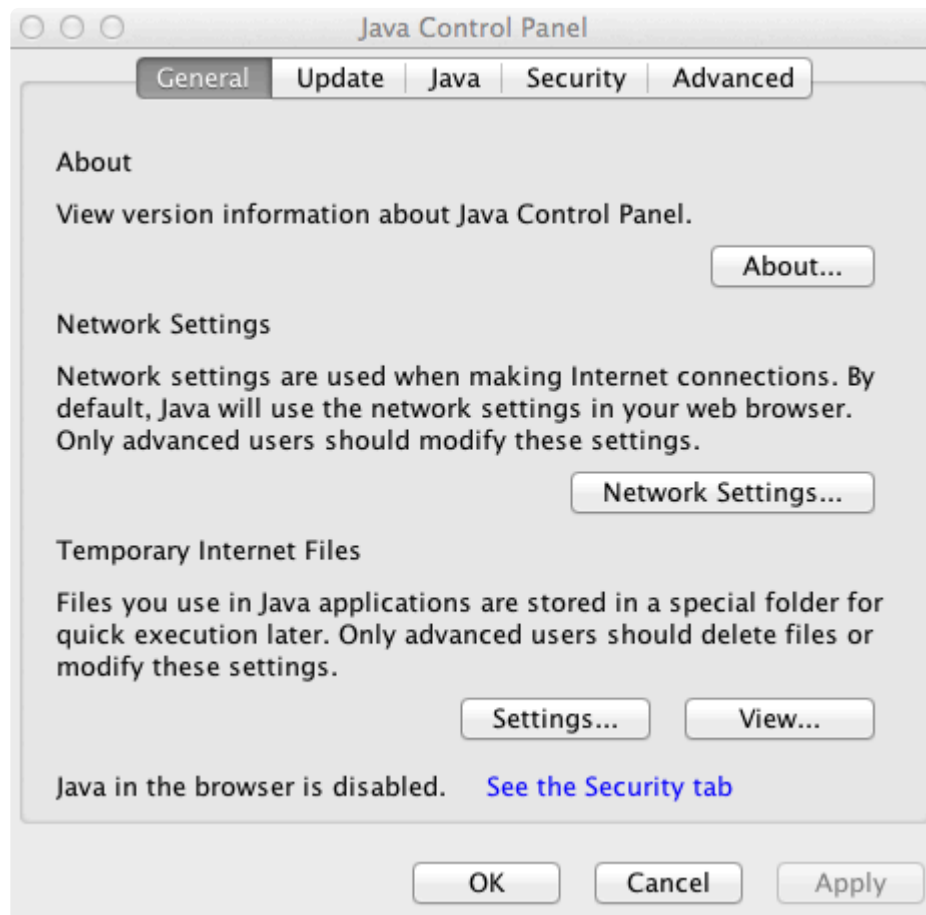 Java Control Panel
General Update Java Security Advanced
About
View version information about Java Control Panel.
About...
Network Settings
Network settings are used when making Internet connections. By
default, Java will use the network settings in your web browser.
Only advanced users should modify these settings.
Network Settings...
Temporary Internet Files
Files you use in Java applications are stored in a special folder for
quick execution later. Only advanced users should delete files or
modify these settings.
Settings... View...
Java in the browser is disabled. See the Security tab
OK Cancel Apply